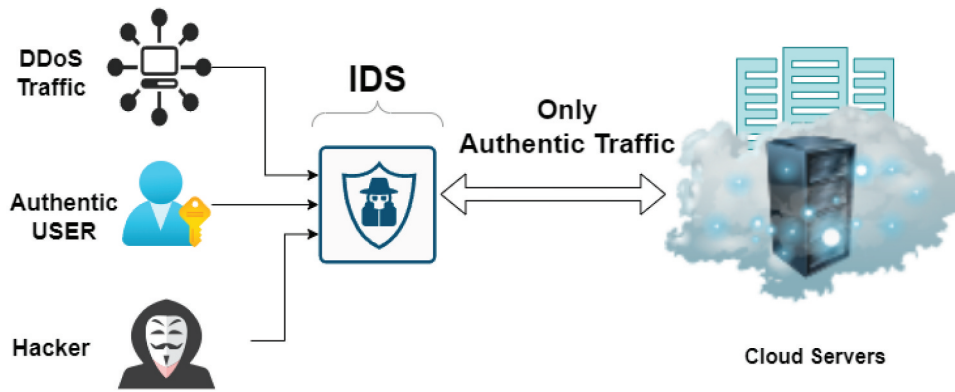 DDoS
Traffic
IDS
Only
Authentic Traffic
Authentic
USER
Hacker
Cloud Servers